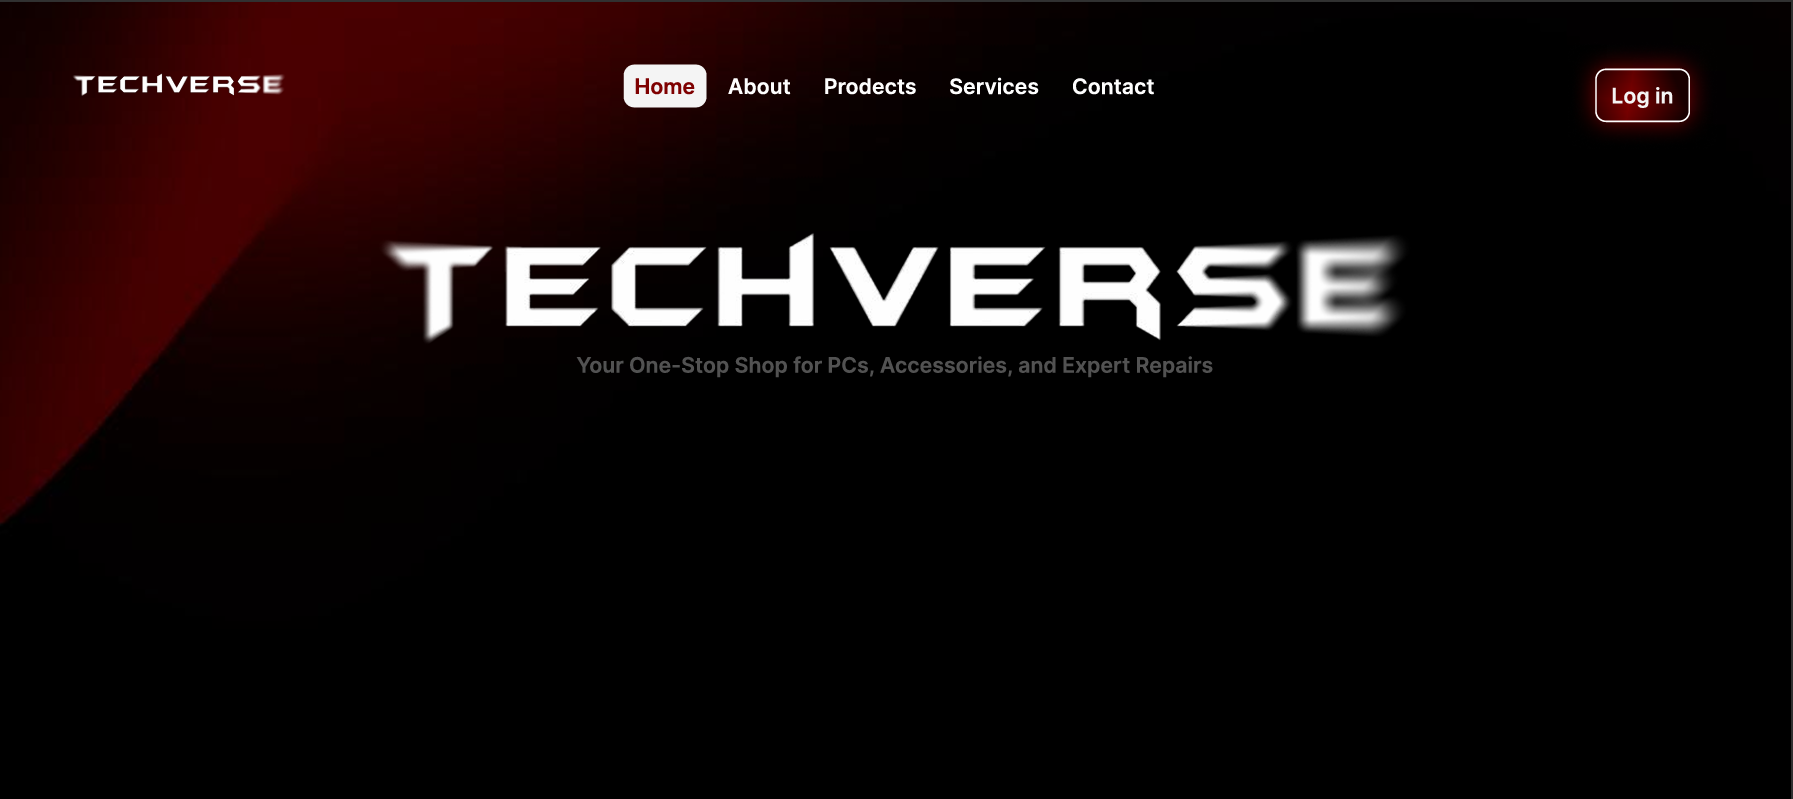 TECHVERSE
Home About Prodects Services Contact
Log in
TECHVERSE
Your One-Stop Shop for PCs, Accessories, and Expert Repairs